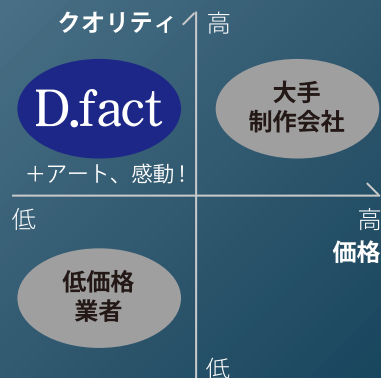 クオリティ
高
D.fact
大手
制作会社
＋アート、感動！
低
高
価格
低価格
業者
低